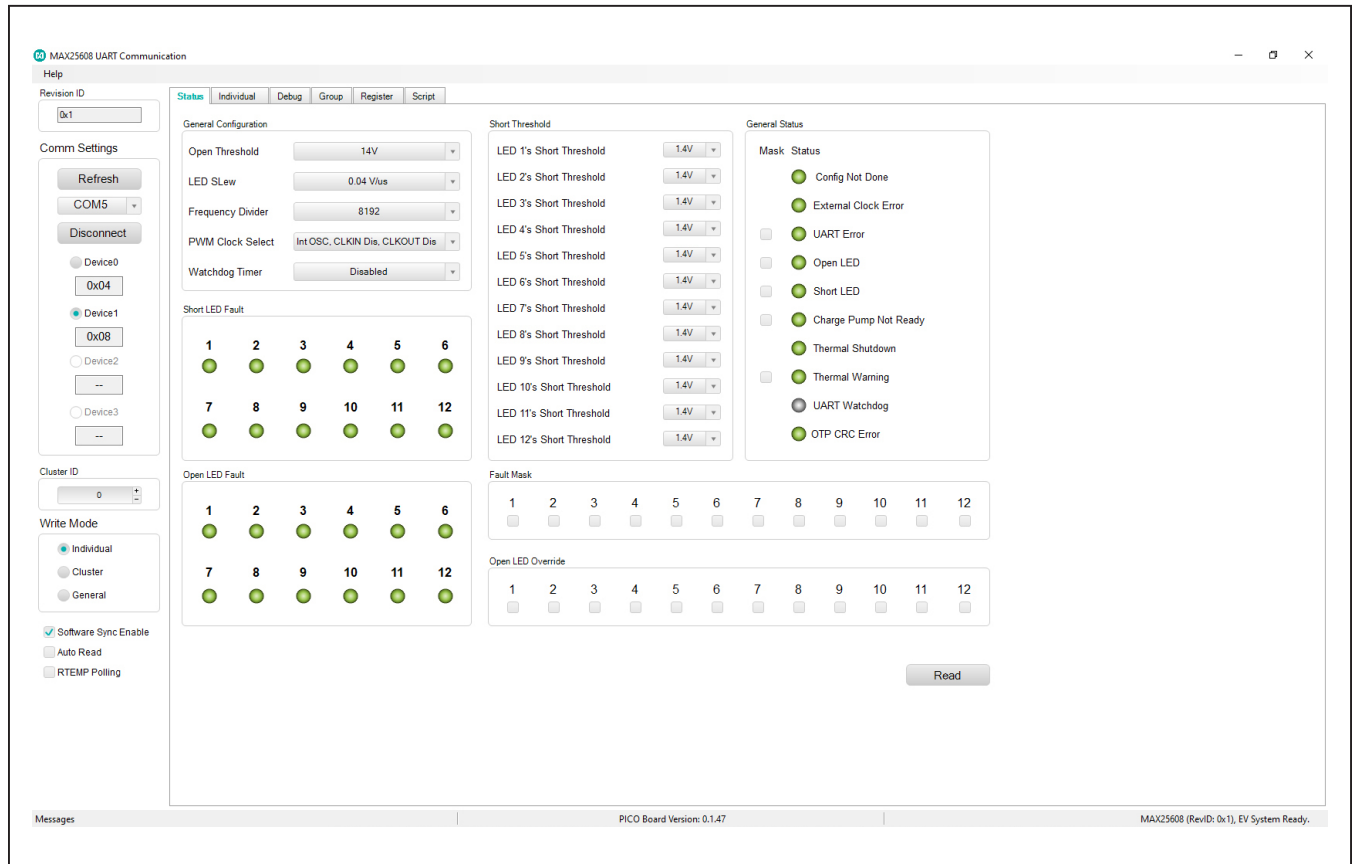 MAX25608 UART Communication
Help
Revision ID
0x1
Comm Settings
Refresh
COM5
Disconnect
Device0
0x04
Device1
0x08
Device2
--
Device3
--
Cluster ID
0
+
-
Write Mode
Individual
Cluster
General
Software Sync Enable
Auto Read
RTEMP Polling
Status Individual Debug Group Register Script
General Configuration
Open Threshold 14V
LED SLew 0.04 V/us
Frequency Divider 8192
PWM Clock Select Int OSC, CLKIN Dis, CLKOUT Dis
Watchdog Timer Disabled
Short LED Fault
1 2 3 4 5 6
7 8 9 10 11 12
Open LED Fault
1 2 3 4 5 6
7 8 9 10 11 12
Short Threshold
LED 1's Short Threshold 1.4V
LED 2's Short Threshold 1.4V
LED 3's Short Threshold 1.4V
LED 4's Short Threshold 1.4V
LED 5's Short Threshold 1.4V
LED 6's Short Threshold 1.4V
LED 7's Short Threshold 1.4V
LED 8's Short Threshold 1.4V
LED 9's Short Threshold 1.4V
LED 10's Short Threshold 1.4V
LED 11's Short Threshold 1.4V
LED 12's Short Threshold 1.4V
General Status
Mask Status
Config Not Done
External Clock Error
UART Error
Open LED
Short LED
Charge Pump Not Ready
Thermal Shutdown
Thermal Warning
UART Watchdog
OTP CRC Error
Fault Mask
1 2 3 4 5 6 7 8 9 10 11 12
Open LED Override
1 2 3 4 5 6 7 8 9 10 11 12
Read
Messages
PICO Board Version: 0.1.47
MAX25608 (RevID: 0x1), EV System Ready.